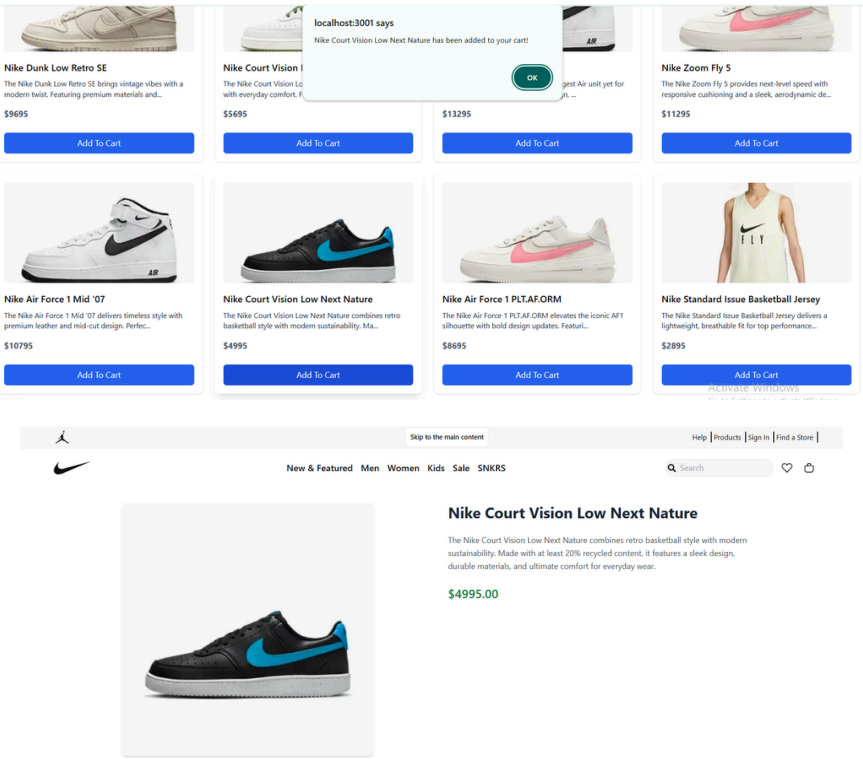 localhost:3001 says
Nike Court Vision Low Next Nature has been added to your cart!
OK
Nike Dunk Low Retro SE
The Nike Dunk Low Retro SE brings vintage vibes with a
modern twist. Featuring premium materials and...
$9695
Add To Cart
Nike Court Vision
The Nike Court Vision Lo
with everyday comfort. F
$5695
Add To Cart
AIR
gest Air unit yet for
n, ...
$13295
Add To Cart
Nike Zoom Fly 5
The Nike Zoom Fly 5 provides next-level speed with
responsive cushioning and a sleek, aerodynamic de...
$11295
Add To Cart
AIR
Nike Air Force 1 Mid '07
The Nike Air Force 1 Mid '07 delivers timeless style with
premium leather and mid-cut design. Perfec...
$10795
Add To Cart
Nike Court Vision Low Next Nature
The Nike Court Vision Low Next Nature combines retro
basketball style with modern sustainability. Ma...
$4995
Add To Cart
Nike Air Force 1 PLT.AF.ORM
The Nike Air Force 1 PLT.AF.ORM elevates the iconic AF1
silhouette with bold design updates. Featuri...
$8695
Add To Cart
FLY
Nike Standard Issue Basketball Jersey
The Nike Standard Issue Basketball Jersey delivers a
lightweight, breathable fit for top performance...
$2895
Add To Cart
Activate Windows
Skip to the main content
Help Products Sign In Find a Store
New & Featured Men Women Kids Sale SNKRS
Search
Nike Court Vision Low Next Nature
The Nike Court Vision Low Next Nature combines retro basketball style with modern
sustainability. Made with at least 20% recycled content, it features a sleek design,
durable materials, and ultimate comfort for everyday wear.
$4995.00